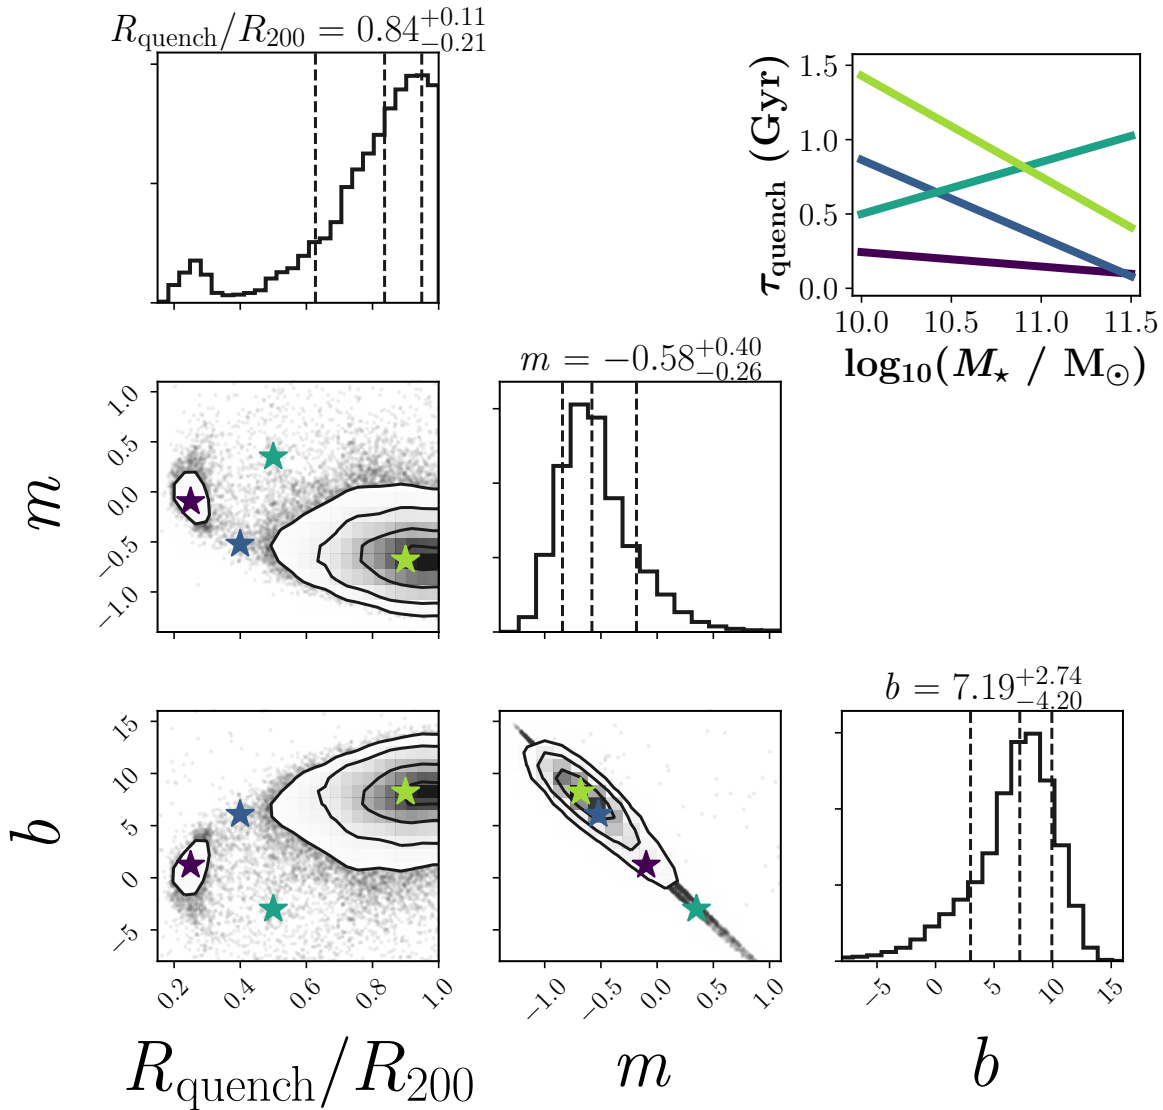 R_quench/R_200 = 0.84^{+0.11}_{-0.21}
1.5
1.0
0.5
0.0
τ_quench (Gyr)
10.0 10.5 11.0 11.5
log_10(M_⋆ / M_⊙)
m = −0.58^{+0.40}_{-0.26}
1.0
0.5
0.0
−0.5
−1.0
m
b = 7.19^{+2.74}_{-4.20}
15
10
5
0
−5
b
0.2 0.4 0.6 0.8 1.0
−1.0 −0.5 0.0 0.5 1.0
−5 0 5 10 15
R_quench/R_200
m
b